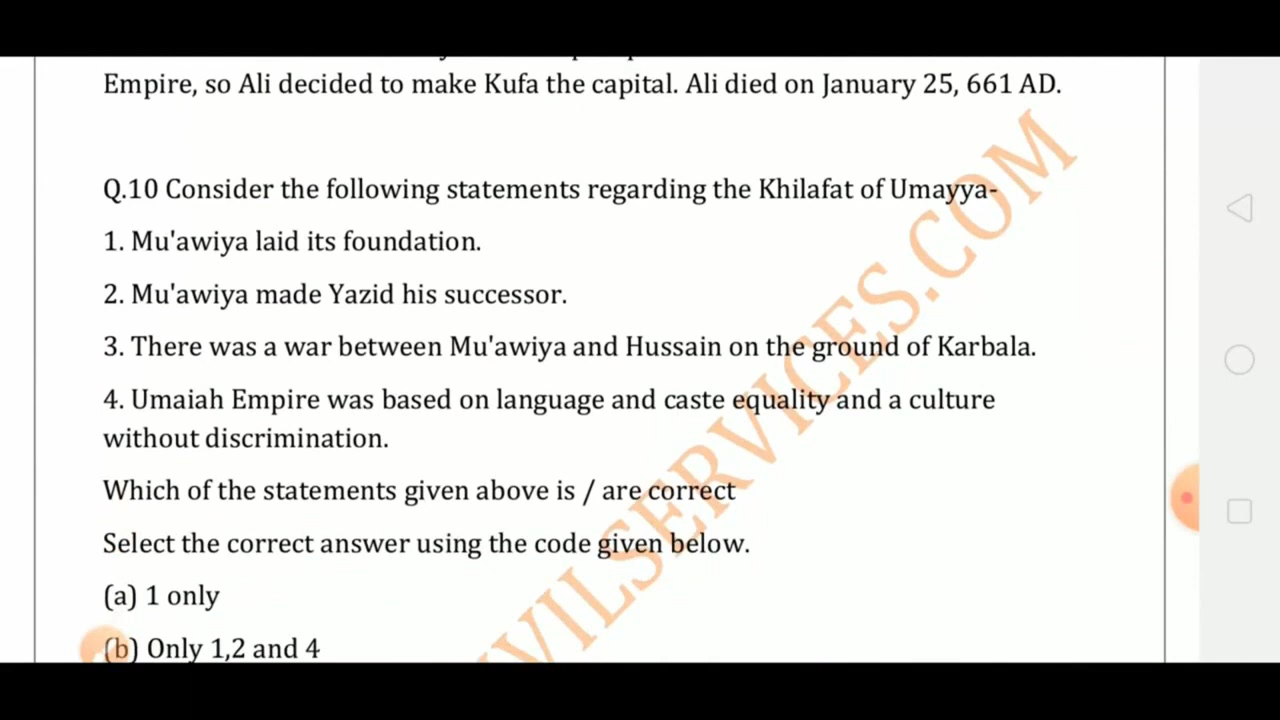 Empire, so Ali decided to make Kufa the capital. Ali died on January 25, 661 AD.
Q.10 Consider the following statements regarding the Khilafat of Umayya-
1. Mu'awiya laid its foundation.
2. Mu'awiya made Yazid his successor.
3. There was a war between Mu'awiya and Hussain on the ground of Karbala.
4. Umaiah Empire was based on language and caste equality and a culture
without discrimination.
Which of the statements given above is / are correct
Select the correct answer using the code given below.
(a) 1 only
(b) Only 1,2 and 4
VILSERVICES.COM